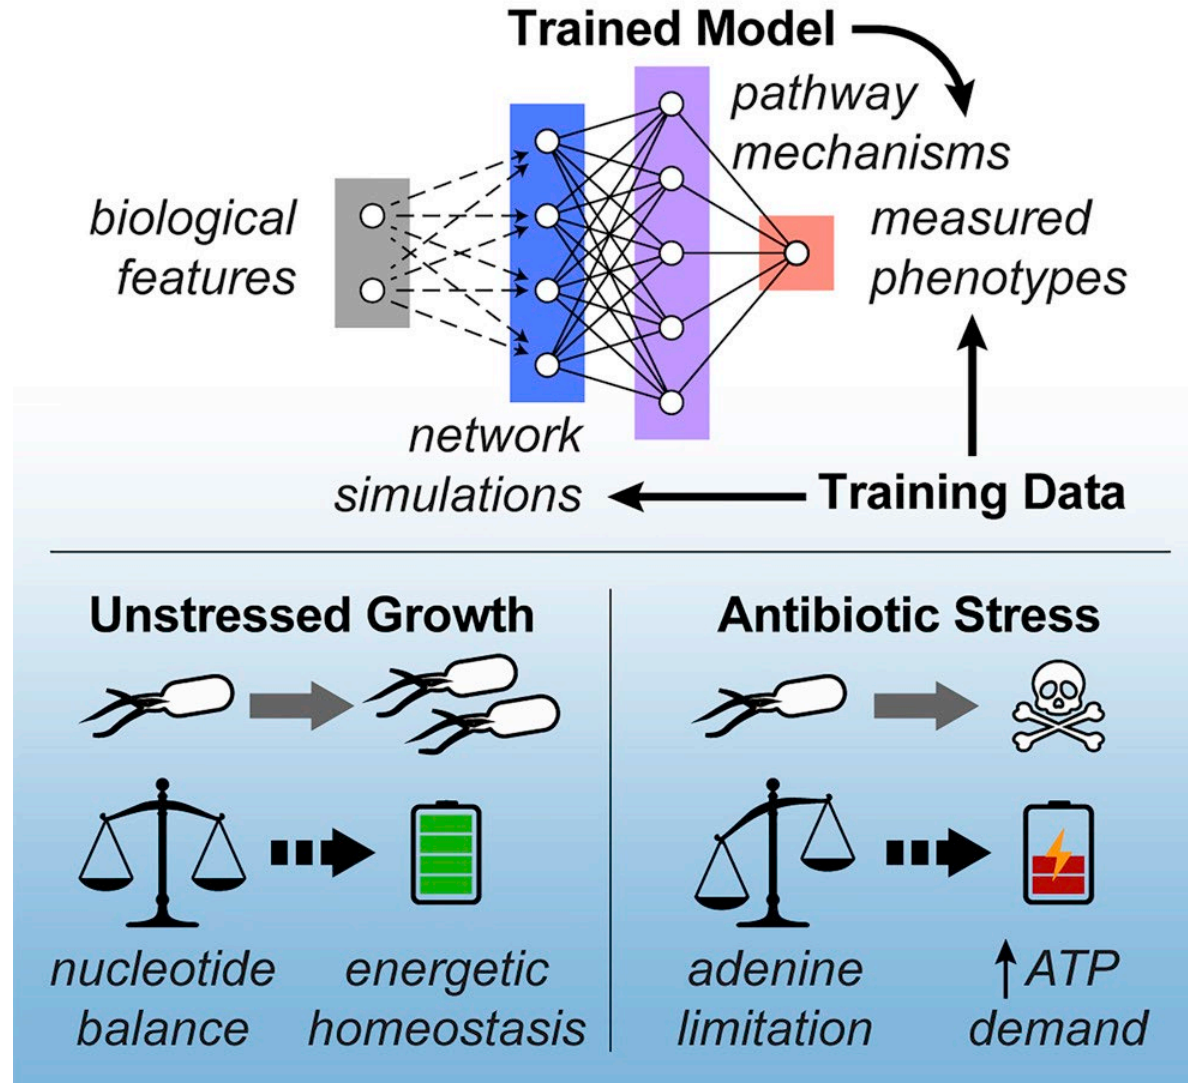 Trained Model
pathway
mechanisms
biological
features
measured
phenotypes
network
simulations
Training Data
Unstressed Growth
Antibiotic Stress
nucleotide
balance
energetic
homeostasis
adenine
limitation
↑ ATP
demand